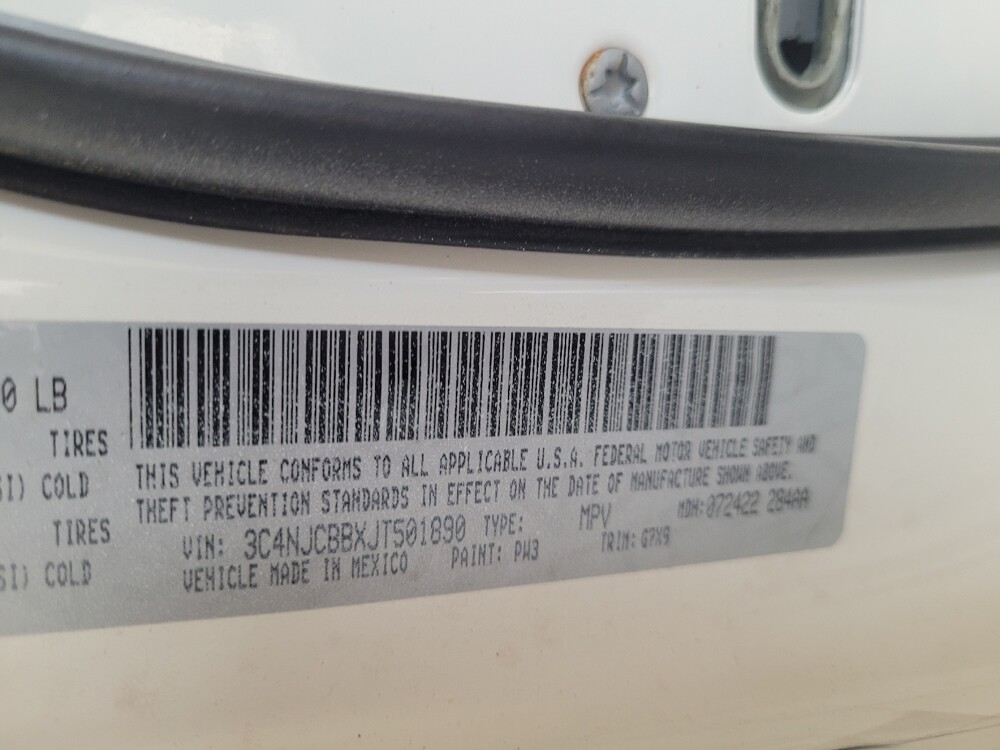 0 LB
TIRES
SI) COLD
TIRES
SI) COLD
THIS VEHICLE CONFORMS TO ALL APPLICABLE U.S.A. FEDERAL MOTOR VEHICLE SAFETY AND
THEFT PREVENTION STANDARDS IN EFFECT ON THE DATE OF MANUFACTURE SHOWN ABOVE.
VIN: 3C4NJCBBXJT501890 TYPE: MPV MDH:072422 284AA
VEHICLE MADE IN MEXICO PAINT: PW3 TRIM: G7X9